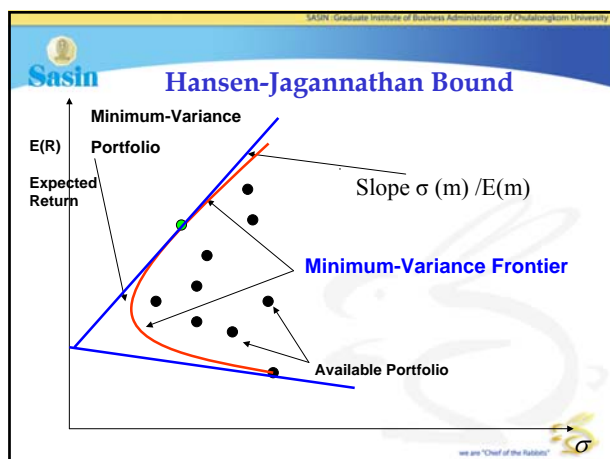 SASIN : Graduate Institute of Business Administration of Chulalongkorn University
Sasin
Hansen-Jagannathan Bound
Minimum-Variance
E(R)
Portfolio
Expected
Return
Slope σ (m) /E(m)
Minimum-Variance Frontier
Available Portfolio
σ
we are "Chief of the Rabbits"